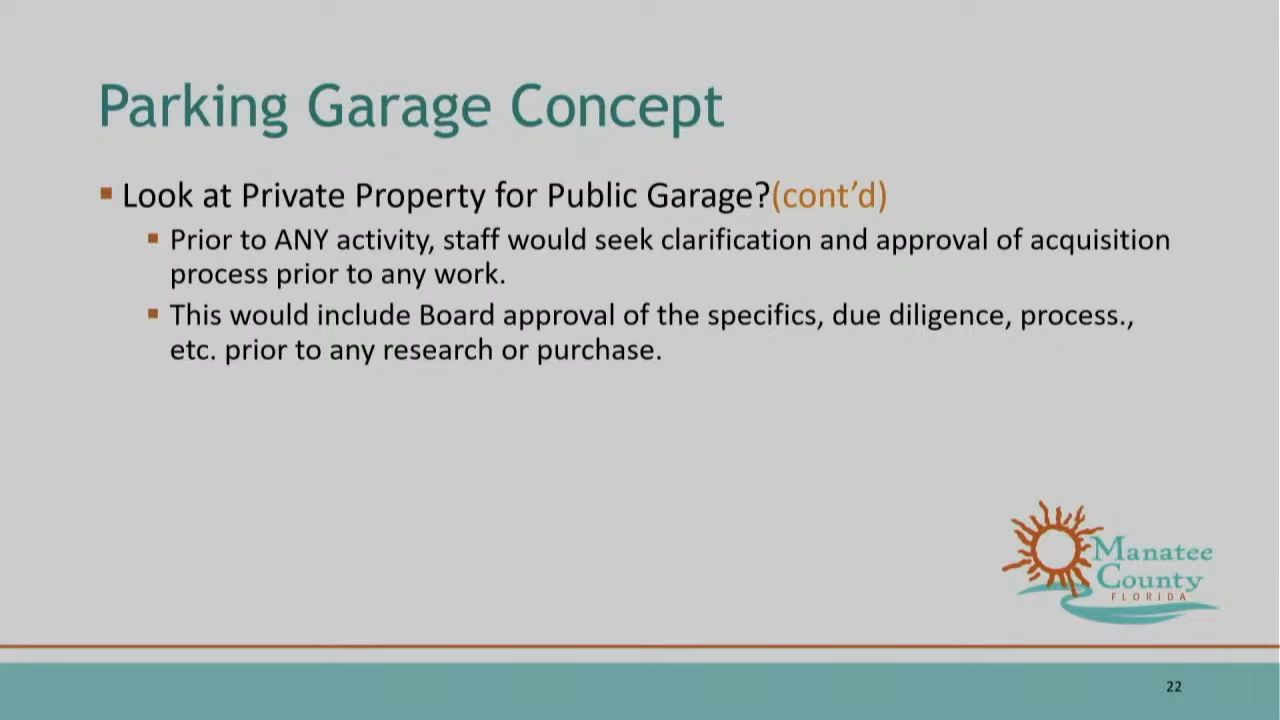 Parking Garage Concept
Look at Private Property for Public Garage?(cont’d)
Prior to ANY activity, staff would seek clarification and approval of acquisition
process prior to any work.
This would include Board approval of the specifics, due diligence, process.,
etc. prior to any research or purchase.
Manatee
County
FLORIDA
22